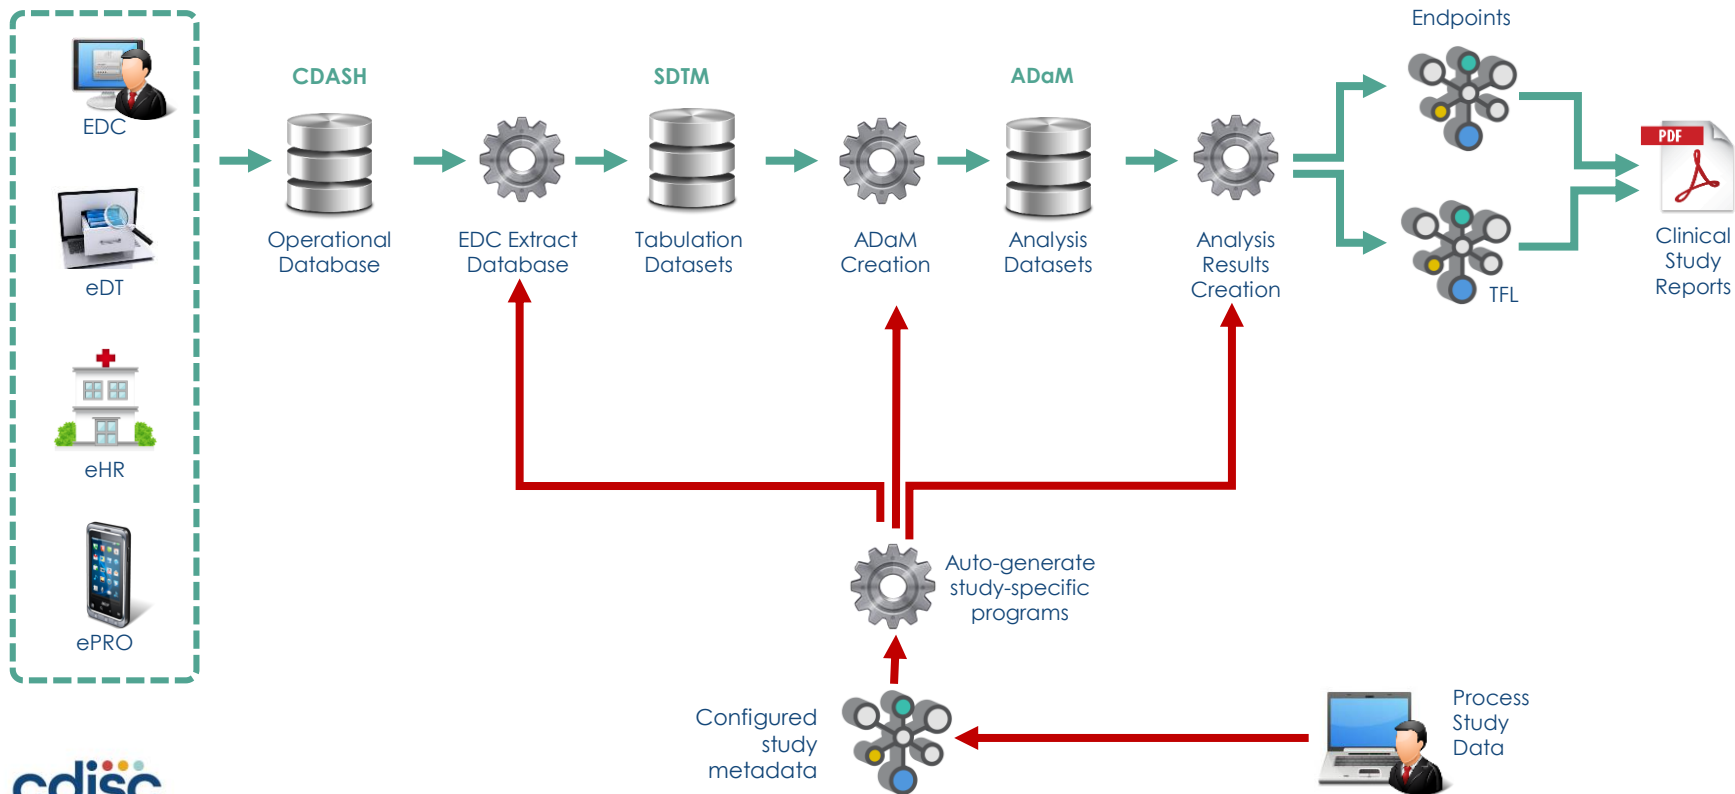 EDC
eDT
eHR
ePRO
CDASH
Operational
Database
EDC Extract
Database
SDTM
Tabulation
Datasets
ADaM
Creation
ADaM
Analysis
Datasets
Analysis
Results
Creation
Endpoints
TFL
PDF
Clinical
Study
Reports
Auto-generate
study-specific
programs
Configured
study
metadata
Process
Study
Data
cdisc